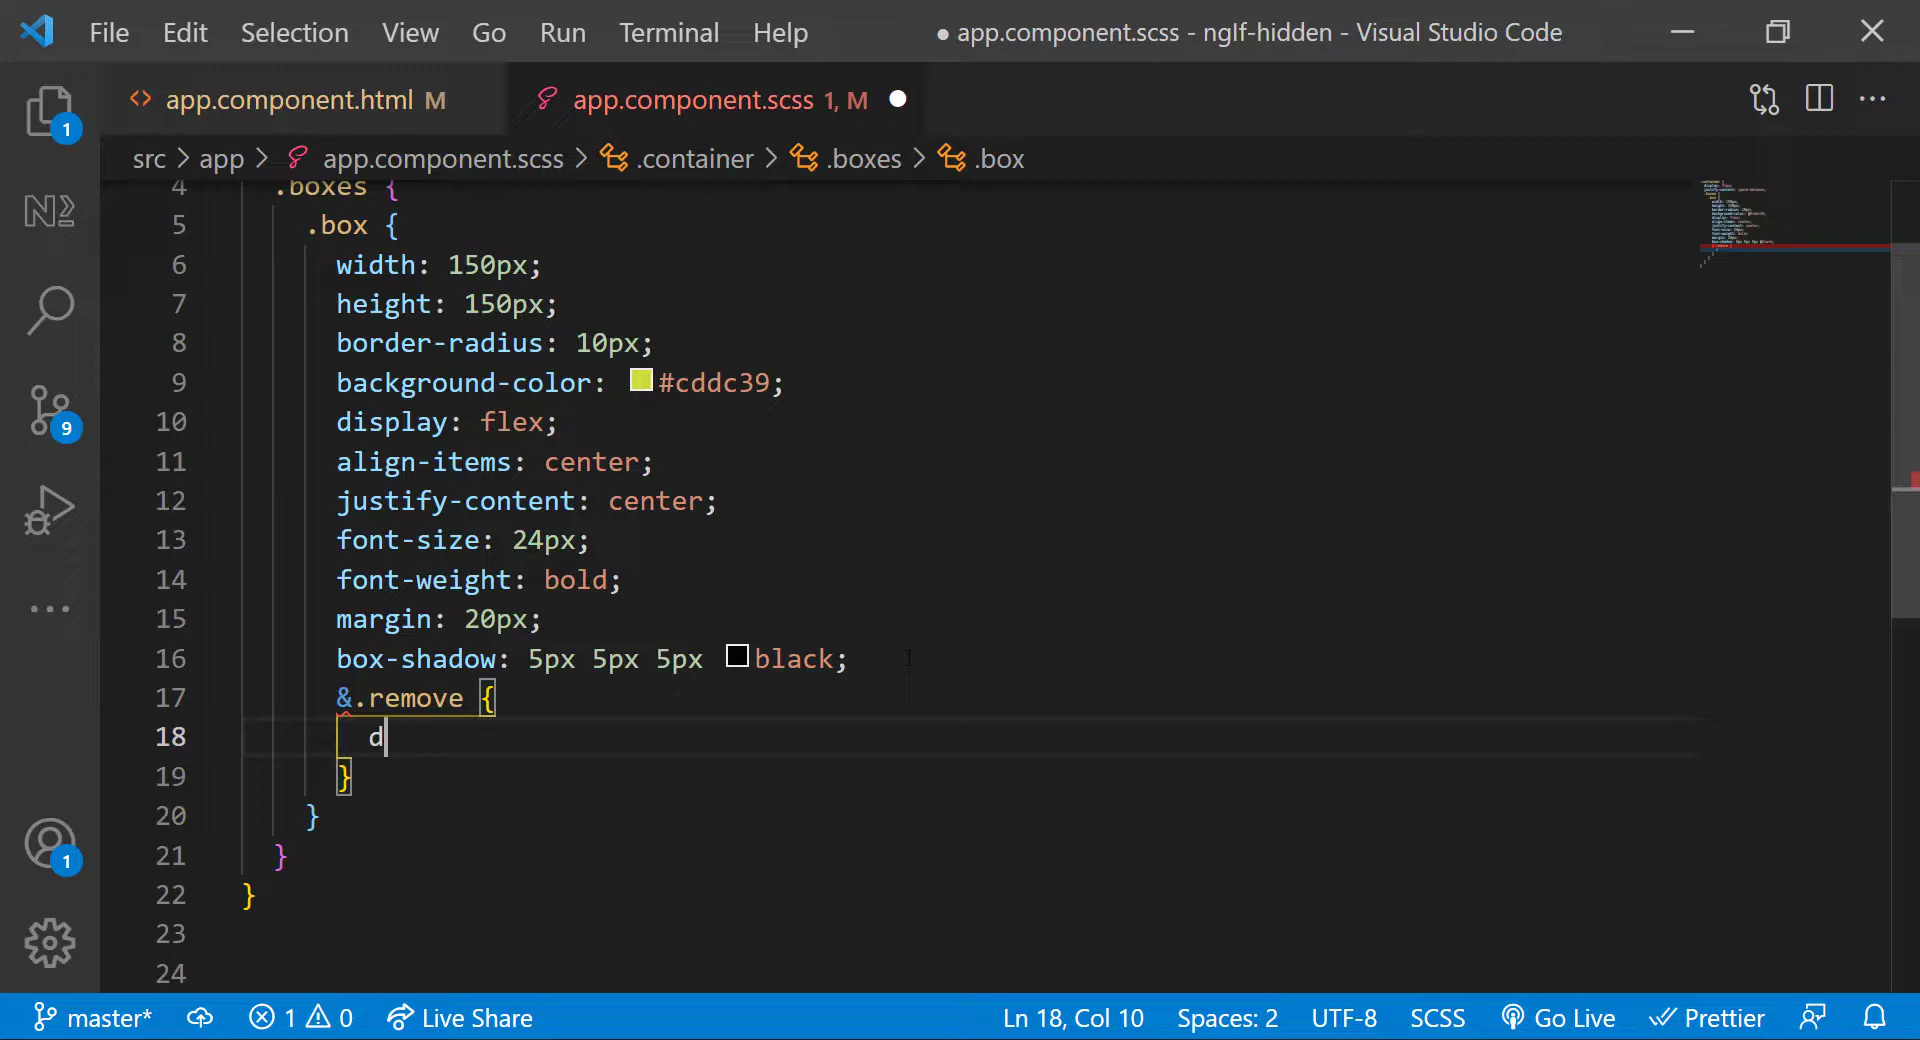 File Edit Selection View Go Run Terminal Help ● app.component.scss - ngIf-hidden - Visual Studio Code
app.component.html M app.component.scss 1, M
src > app > app.component.scss > .container > .boxes > .box
1
9
1
4 .boxes {
5 .box {
6 width: 150px;
7 height: 150px;
8 border-radius: 10px;
9 background-color: #cddc39;
10 display: flex;
11 align-items: center;
12 justify-content: center;
13 font-size: 24px;
14 font-weight: bold;
15 margin: 20px;
16 box-shadow: 5px 5px 5px black;
17 &.remove {
18 d
19 }
20 }
21 }
22 }
23
24
master* 1 0 Live Share Ln 18, Col 10 Spaces: 2 UTF-8 SCSS Go Live Prettier